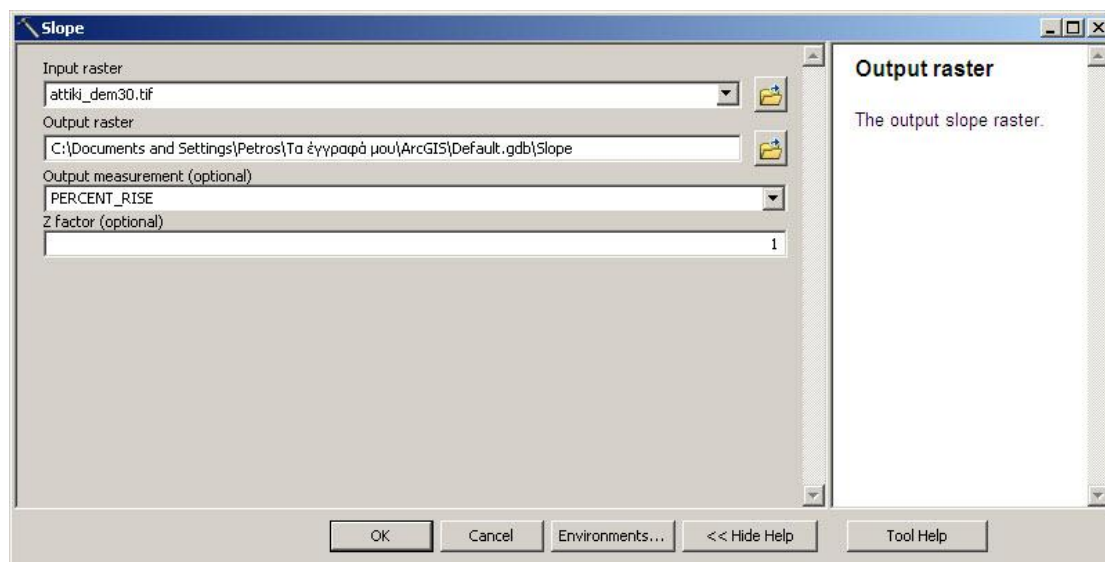 Slope
Input raster
attiki_dem30.tif
Output raster
C:\Documents and Settings\Petros\Τα έγγραφά μου\ArcGIS\Default.gdb\Slope
Output measurement (optional)
PERCENT_RISE
Z factor (optional)
1
Output raster
The output slope raster.
OK
Cancel
Environments...
<< Hide Help
Tool Help